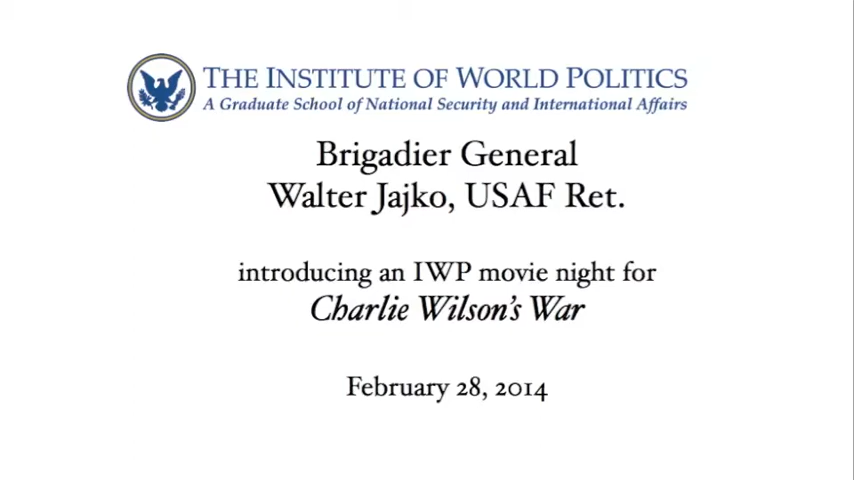 THE INSTITUTE OF WORLD POLITICS
A Graduate School of National Security and International Affairs
Brigadier General
Walter Jajko, USAF Ret.
introducing an IWP movie night for
Charlie Wilson's War
February 28, 2014